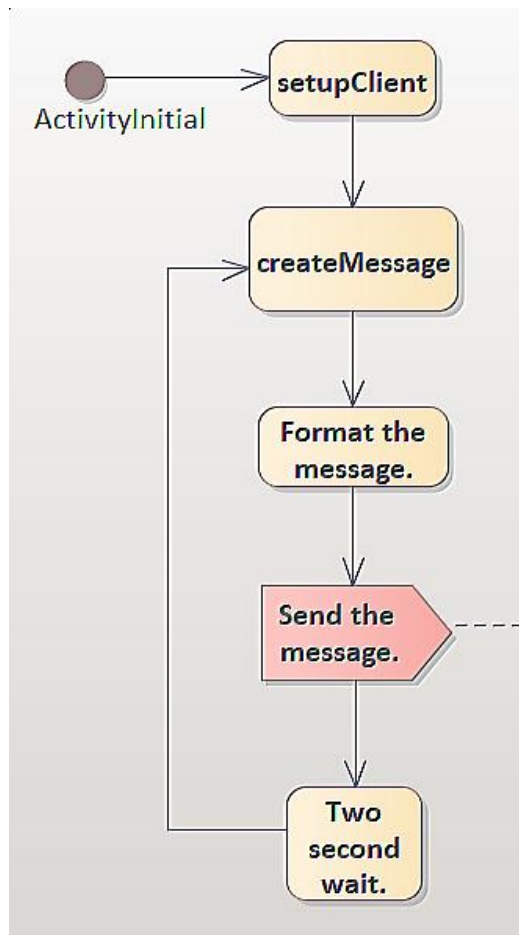 setupClient
ActivityInitial
createMessage
Format the
message.
Send the
message.
Two
second
wait.